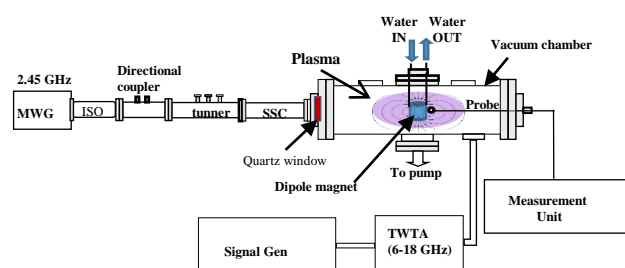 Water IN
Water OUT
Plasma
Vacuum chamber
2.45 GHz
Directional coupler
MWG
ISO
tunner
SSC
Probe
Quartz window
Dipole magnet
To pump
Measurement Unit
Signal Gen
TWTA
(6-18 GHz)